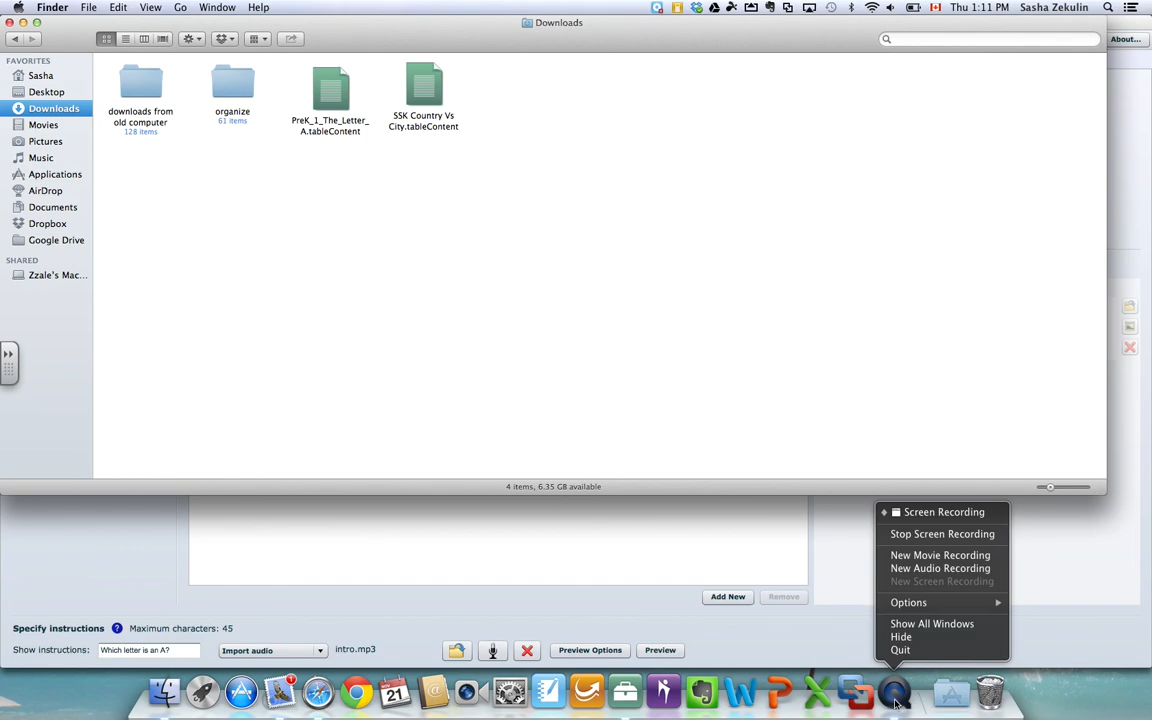 Finder File Edit View Go Window Help
Thu 1:11 PM Sasha Zekulin
Downloads
About...
FAVORITES
Sasha
Desktop
Downloads
Movies
Pictures
Music
Applications
AirDrop
Documents
Dropbox
Google Drive
SHARED
Zzale's Mac...
downloads from
old computer
128 items
organize
61 items
PreK_1_The_Letter_
A.tableContent
SSK Country Vs
City.tableContent
4 items, 6.35 GB available
Screen Recording
Stop Screen Recording
New Movie Recording
New Audio Recording
New Screen Recording
Options
Show All Windows
Hide
Quit
Add New Remove
Specify instructions ? Maximum characters: 45
Show instructions: Which letter is an A? Import audio intro.mp3 Preview Options Preview
1
21